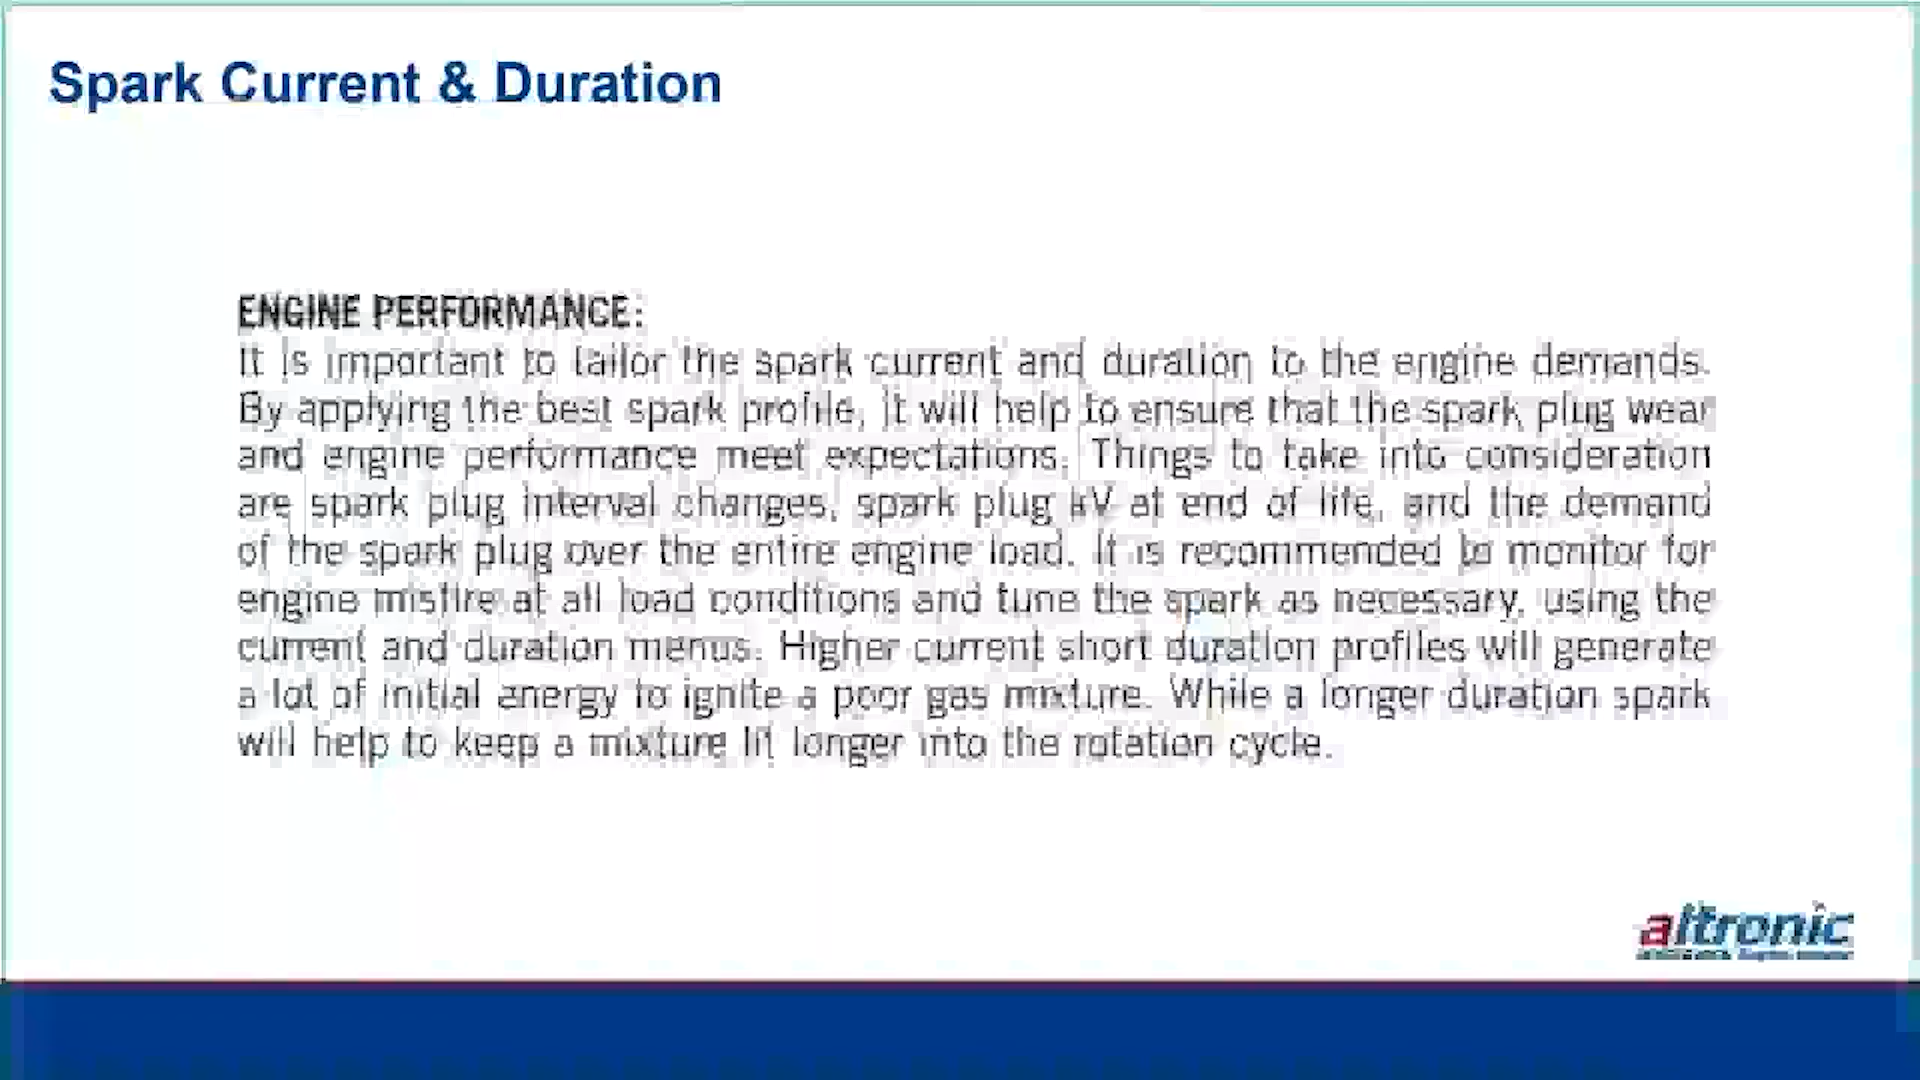 Spark Current & Duration
ENGINE PERFORMANCE:
It is important to tailor the spark current and duration to the engine demands.
By applying the best spark profile, it will help to ensure that the spark plug wear
and engine performance meet expectations. Things to take into consideration
are spark plug interval changes, spark plug kV at end of life, and the demand
of the spark plug over the entire engine load. It is recommended to monitor for
engine misfire at all load conditions and tune the spark as necessary, using the
current and duration menus. Higher current short duration profiles will generate
a lot of initial energy to ignite a poor gas mixture. While a longer duration spark
will help to keep a mixture lit longer into the rotation cycle.
altronic